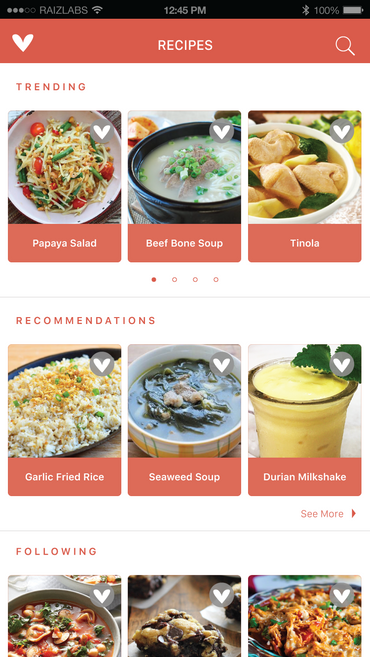 RAIZLABS 12:45 PM 100%
RECIPES
TRENDING
Papaya Salad Beef Bone Soup Tinola
RECOMMENDATIONS
Garlic Fried Rice Seaweed Soup Durian Milkshake
See More
FOLLOWING